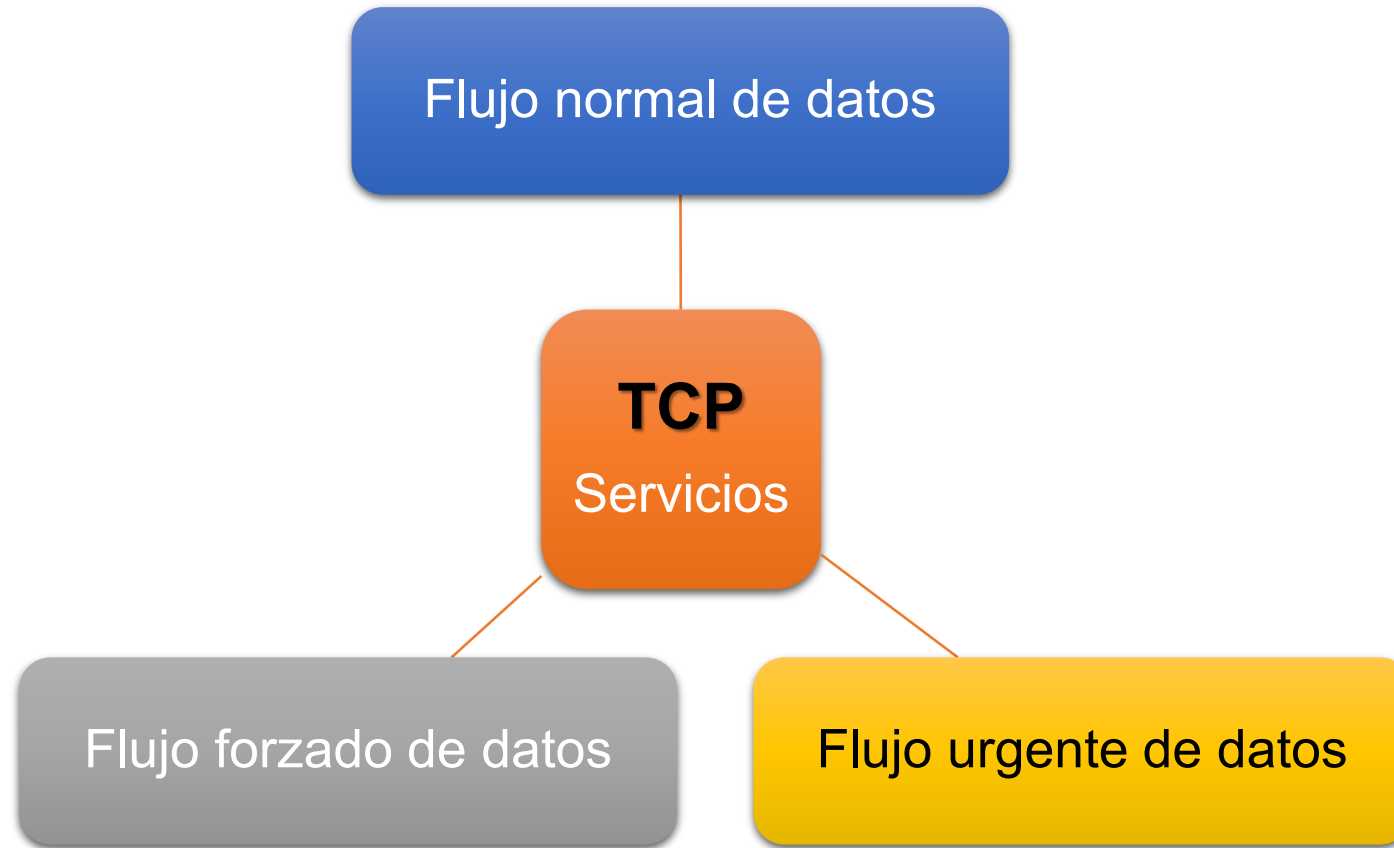 Flujo normal de datos
TCP
Servicios
Flujo forzado de datos
Flujo urgente de datos